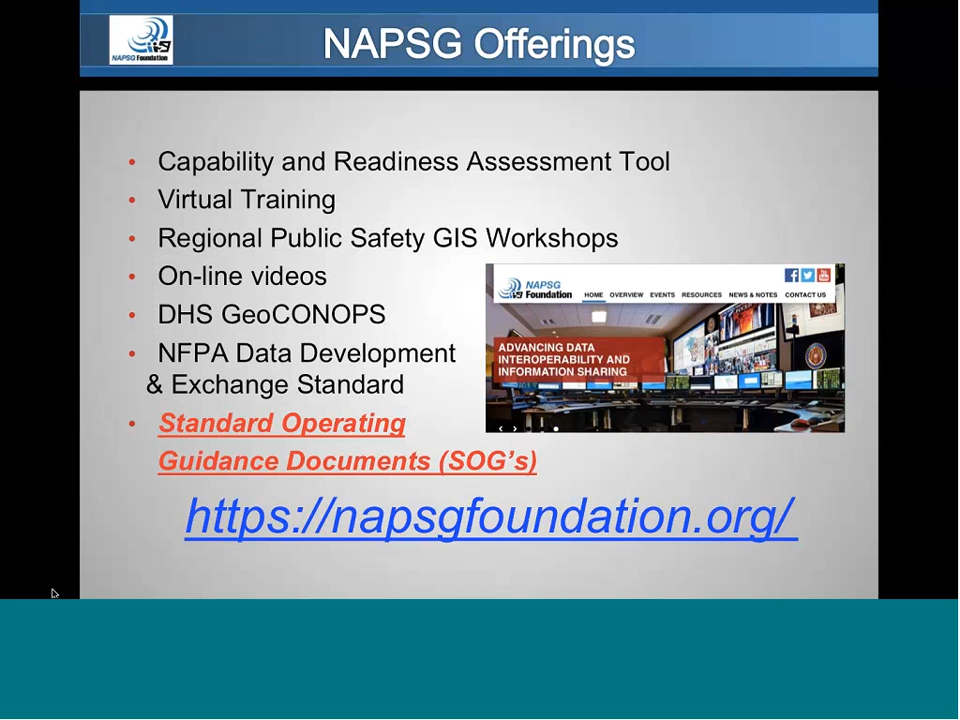 NAPSG Foundation
NAPSG Offerings
• Capability and Readiness Assessment Tool
• Virtual Training
• Regional Public Safety GIS Workshops
• On-line videos
• DHS GeoCONOPS
• NFPA Data Development
& Exchange Standard
• Standard Operating
Guidance Documents (SOG's)
NAPSG
Foundation
HOME OVERVIEW EVENTS RESOURCES NEWS & NOTES CONTACT US
ADVANCING DATA
INTEROPERABILITY AND
INFORMATION SHARING
https://napsgfoundation.org/